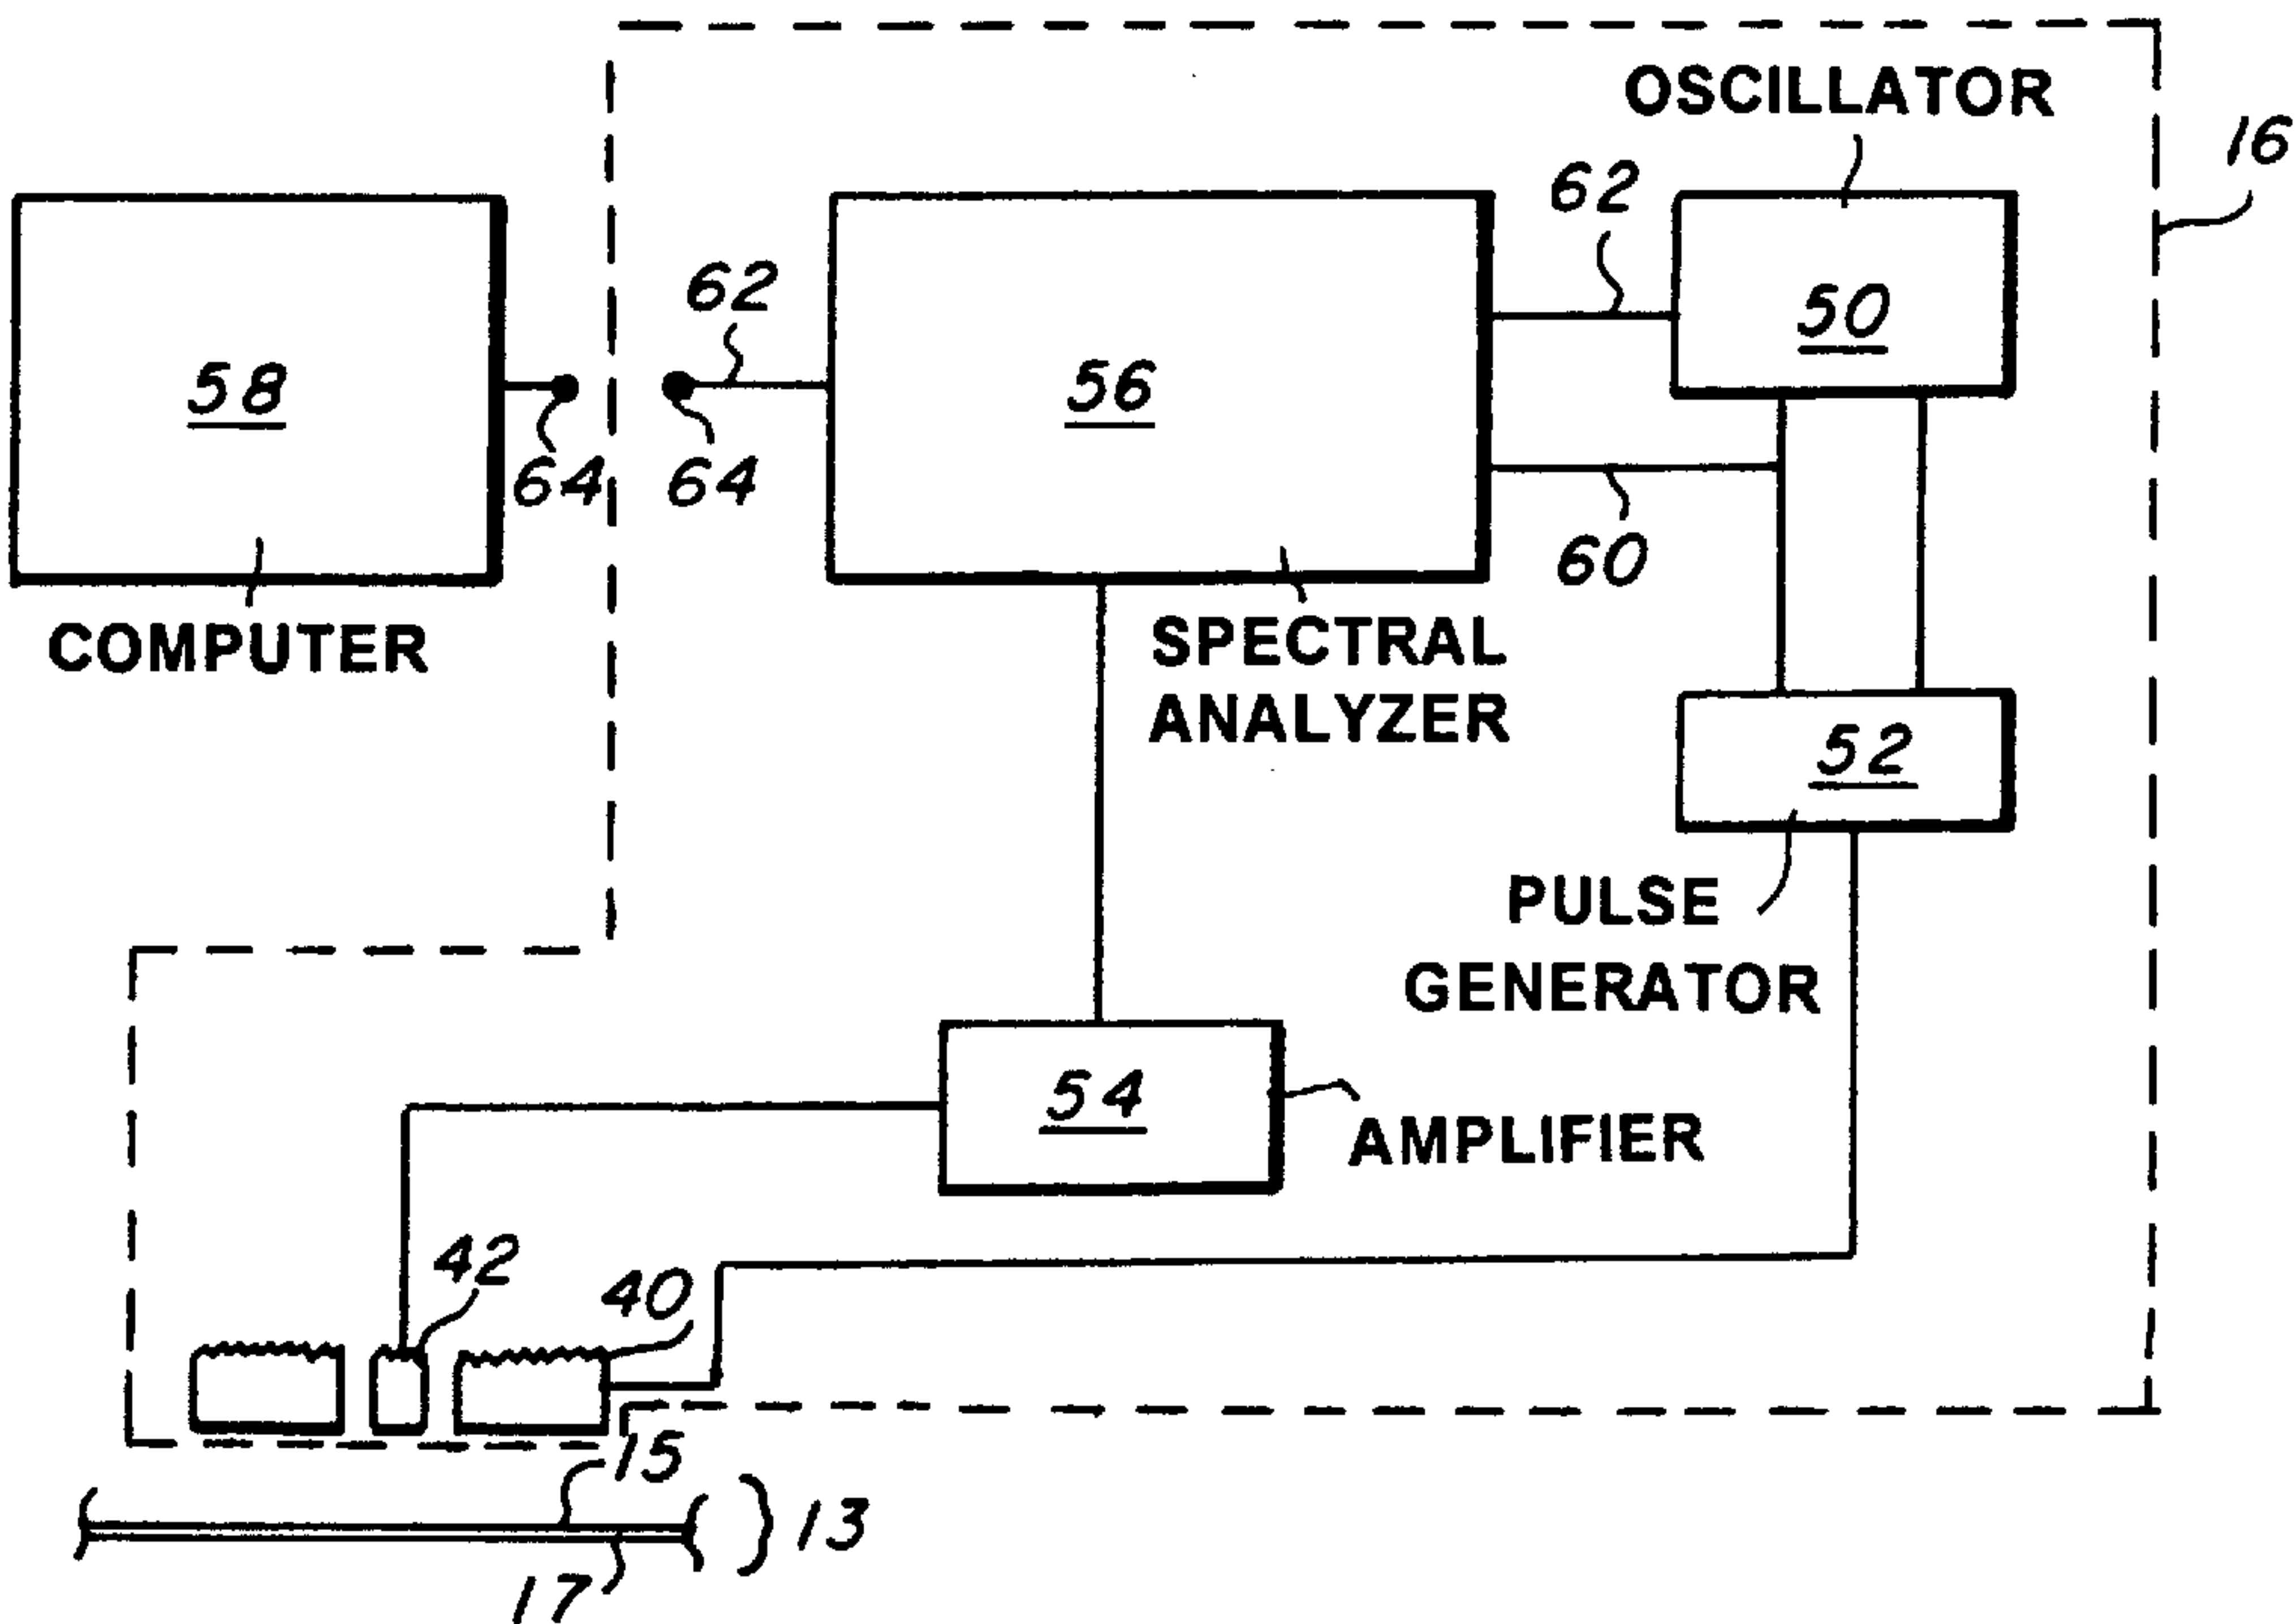 OSCILLATOR
16
62
50
62
58
56
64
64
60
COMPUTER
SPECTRAL
ANALYZER
52
PULSE
GENERATOR
54
AMPLIFIER
42
40
15
13
17